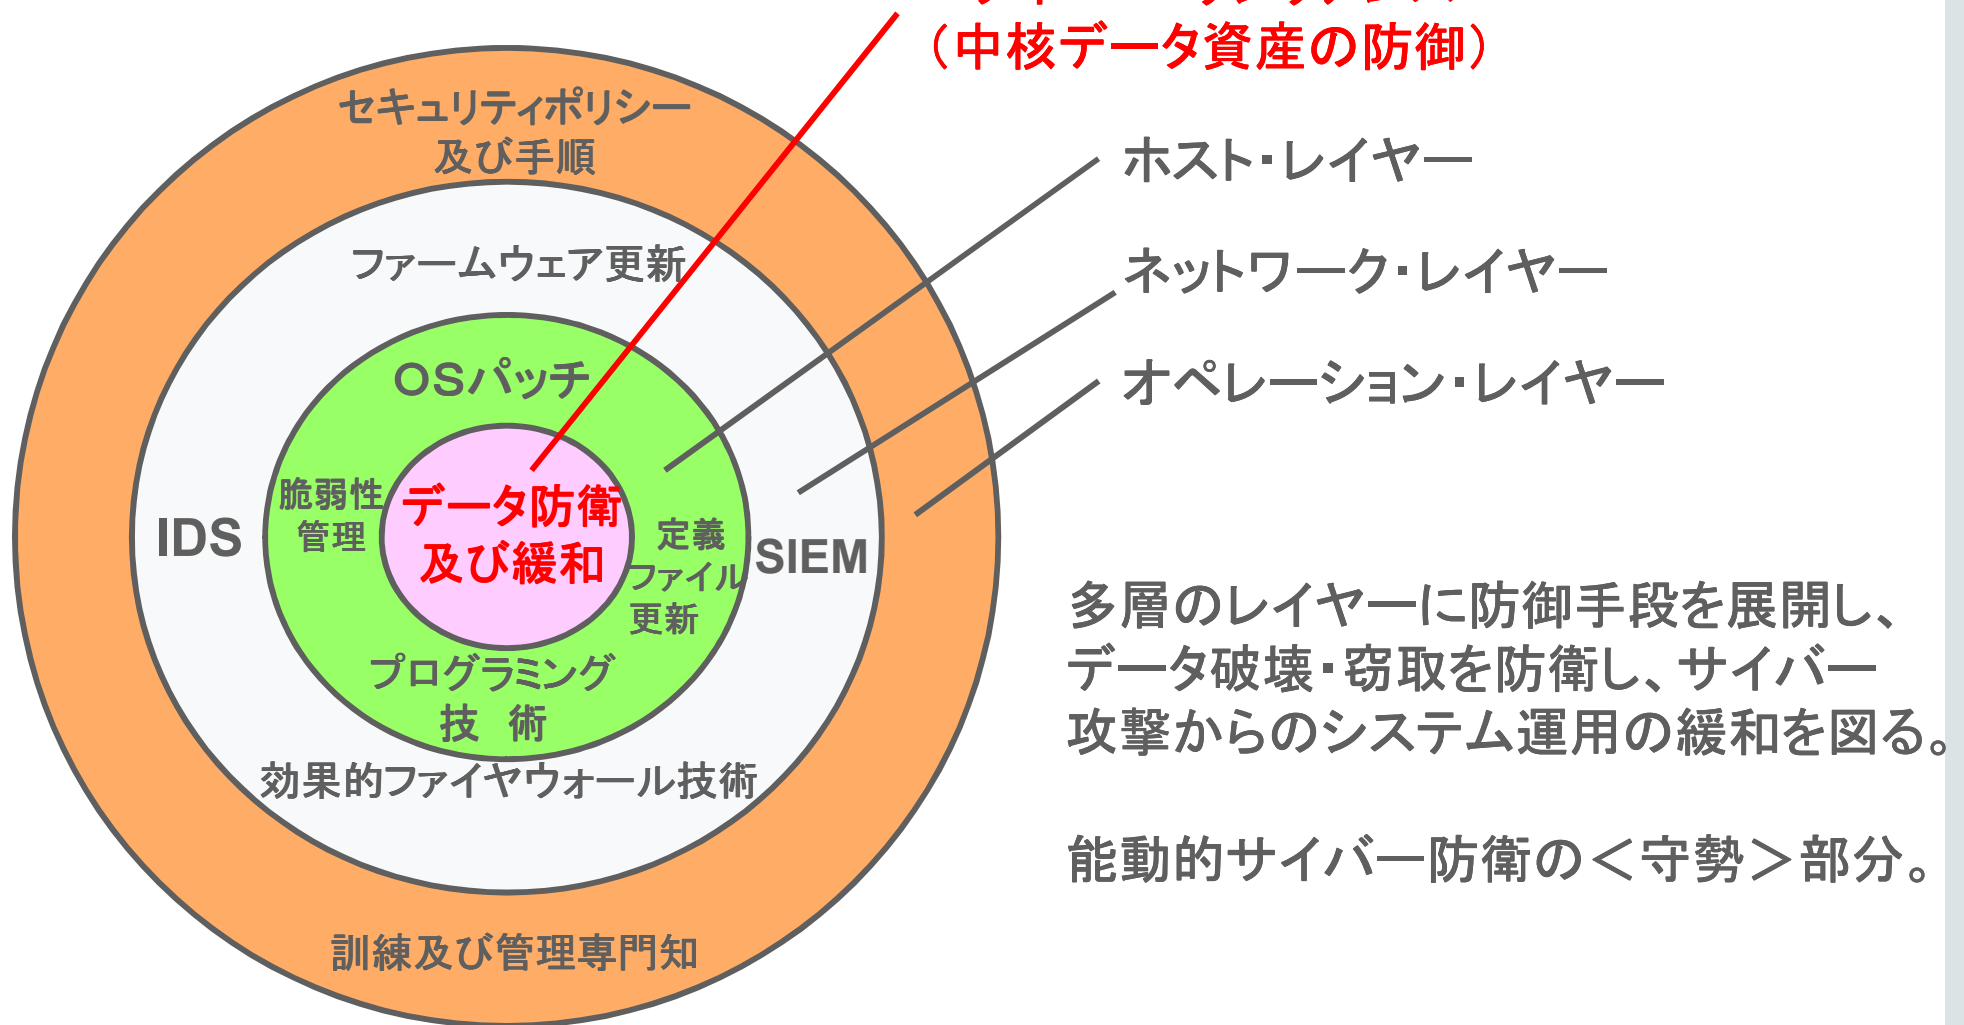 （中核データ資産の防御）
セキュリティポリシー
及び手順
ホスト・レイヤー
ファームウェア更新
ネットワーク・レイヤー
OSパッチ
オペレーション・レイヤー
脆弱性
管理
データ防衛
及び緩和
IDS
定義
ファイル
更新
SIEM
プログラミング
技　術
効果的ファイヤウォール技術
訓練及び管理専門知
多層のレイヤーに防御手段を展開し、
データ破壊・窃取を防衛し、サイバー
攻撃からのシステム運用の緩和を図る。
能動的サイバー防衛の＜守勢＞部分。